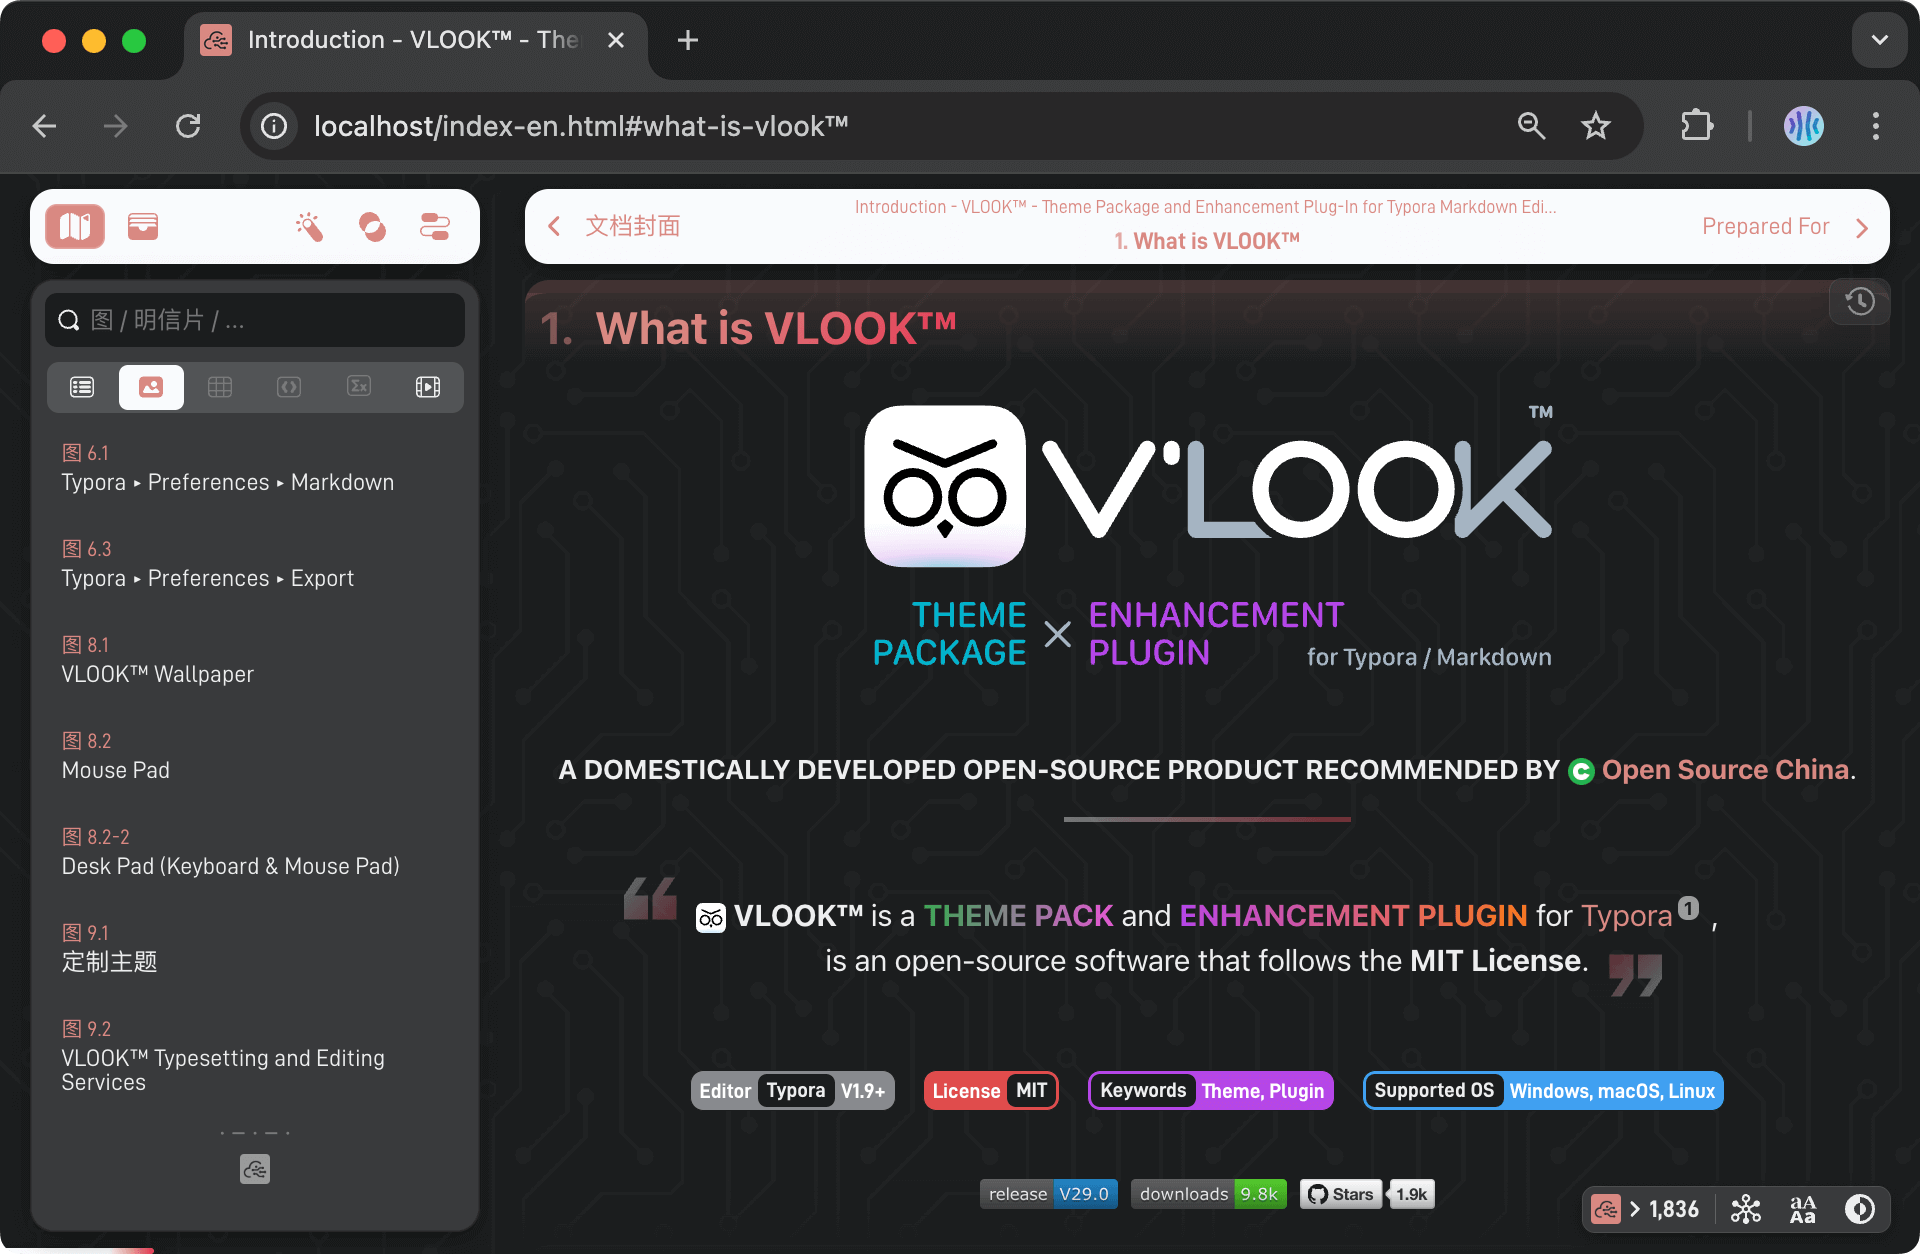 Introduction - VLOOK™ - The
localhost/index-en.html#what-is-vlook™
文档封面
Introduction - VLOOK™ - Theme Package and Enhancement Plug-In for Typora Markdown Edi...
1. What is VLOOK™
Prepared For
图 / 明信片 / ...
图 6.1
Typora ▸ Preferences ▸ Markdown
图 6.3
Typora ▸ Preferences ▸ Export
图 8.1
VLOOK™ Wallpaper
图 8.2
Mouse Pad
图 8.2-2
Desk Pad (Keyboard & Mouse Pad)
图 9.1
定制主题
图 9.2
VLOOK™ Typesetting and Editing
Services
1. What is VLOOK™
V'LOOK™
THEME PACKAGE × ENHANCEMENT PLUGIN
for Typora / Markdown
A DOMESTICALLY DEVELOPED OPEN-SOURCE PRODUCT RECOMMENDED BY Open Source China.
“ VLOOK™ is a THEME PACK and ENHANCEMENT PLUGIN for Typora 1 ,
is an open-source software that follows the MIT License. ”
Editor Typora V1.9+ License MIT Keywords Theme, Plugin Supported OS Windows, macOS, Linux
release V29.0 downloads 9.8k Stars 1.9k
> 1,836 aA Aa